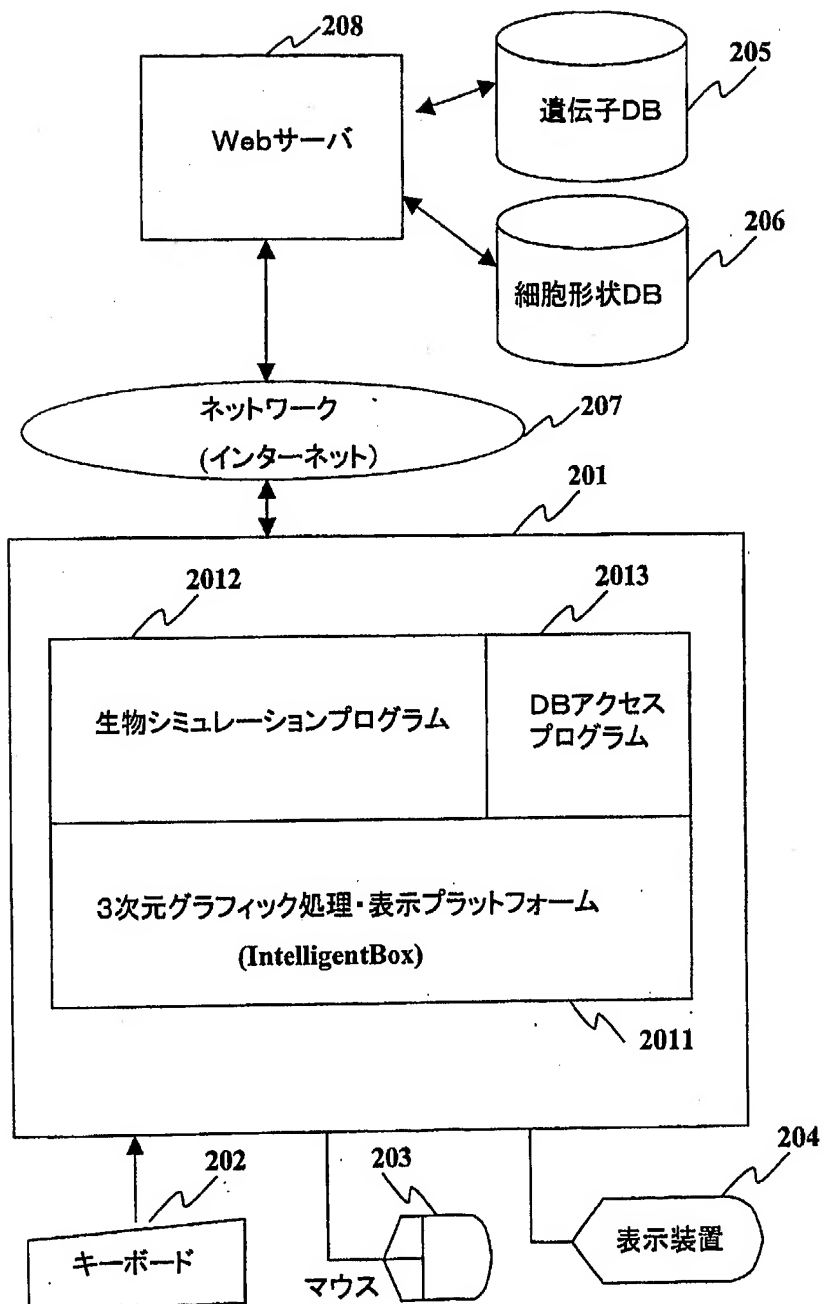 208
Webサーバ
遺伝子DB
205
細胞形状DB
206
ネットワーク
(インターネット)
207
201
2012
2013
生物シミュレーションプログラム
DBアクセス
プログラム
3次元グラフィック処理・表示プラットフォーム
(IntelligentBox)
2011
202
キーボード
203
マウス
204
表示装置